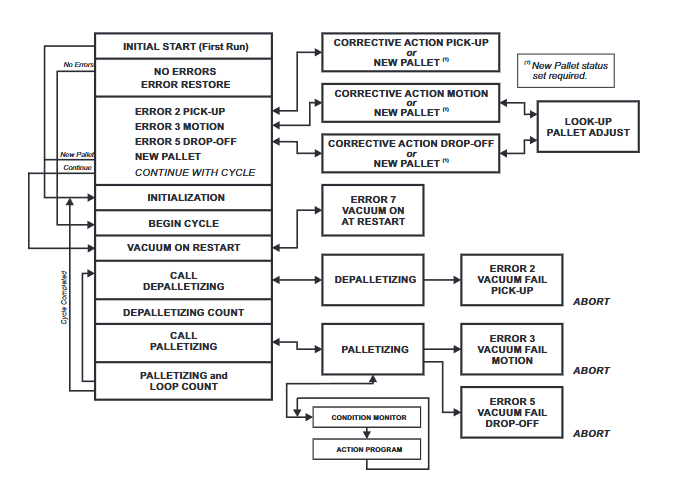 INITIAL START (First Run)
No Errors
NO ERRORS
ERROR RESTORE
ERROR 2 PICK-UP
ERROR 3 MOTION
ERROR 5 DROP-OFF
New Pallet
NEW PALLET
Continue
CONTINUE WITH CYCLE
INITIALIZATION
BEGIN CYCLE
VACUUM ON RESTART
CALL
DEPALLETIZING
DEPALLETIZING COUNT
CALL
PALLETIZING
PALLETIZING and
LOOP COUNT
Cycle Completed
CORRECTIVE ACTION PICK-UP
or
NEW PALLET (1)
CORRECTIVE ACTION MOTION
or
NEW PALLET (1)
CORRECTIVE ACTION DROP-OFF
or
NEW PALLET (1)
(1) New Pallet status
set required.
LOOK-UP
PALLET ADJUST
ERROR 7
VACUUM ON
AT RESTART
DEPALLETIZING
ERROR 2
VACUUM FAIL
PICK-UP
ABORT
PALLETIZING
ERROR 3
VACUUM FAIL
MOTION
ABORT
ERROR 5
VACUUM FAIL
DROP-OFF
ABORT
CONDITION MONITOR
ACTION PROGRAM